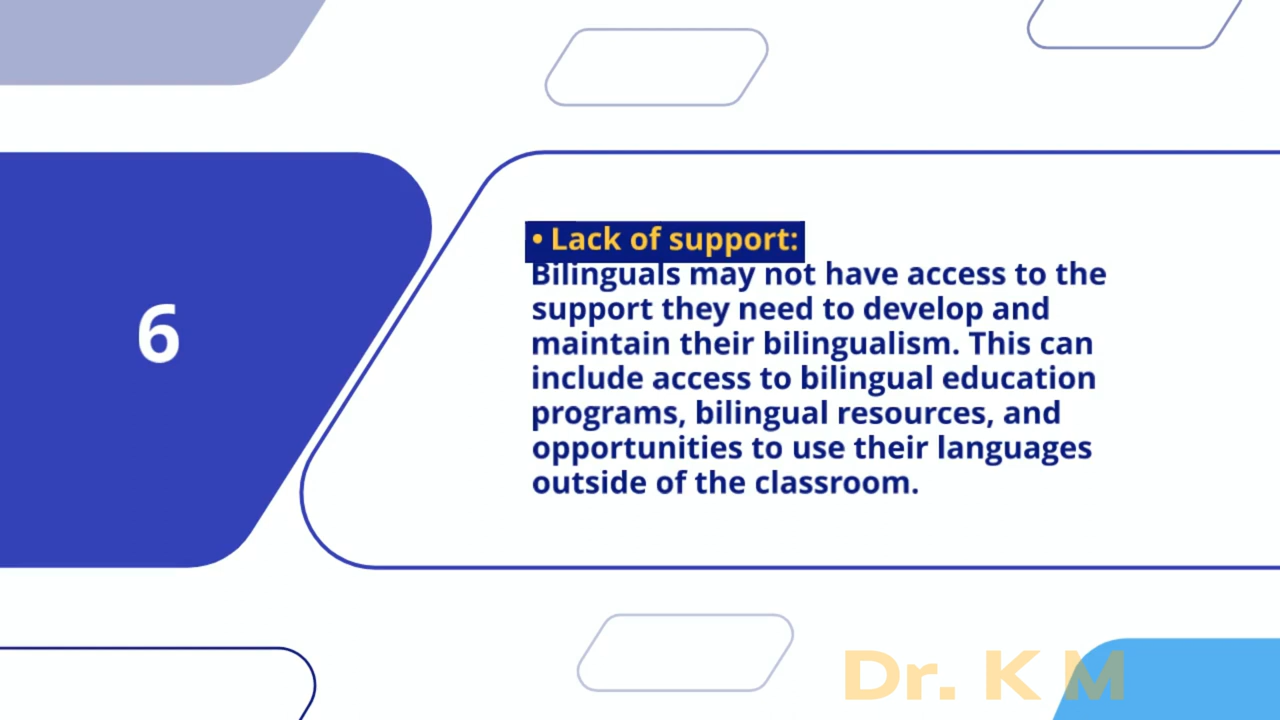 6
• Lack of support:
Bilinguals may not have access to the
support they need to develop and
maintain their bilingualism. This can
include access to bilingual education
programs, bilingual resources, and
opportunities to use their languages
outside of the classroom.
Dr. K M